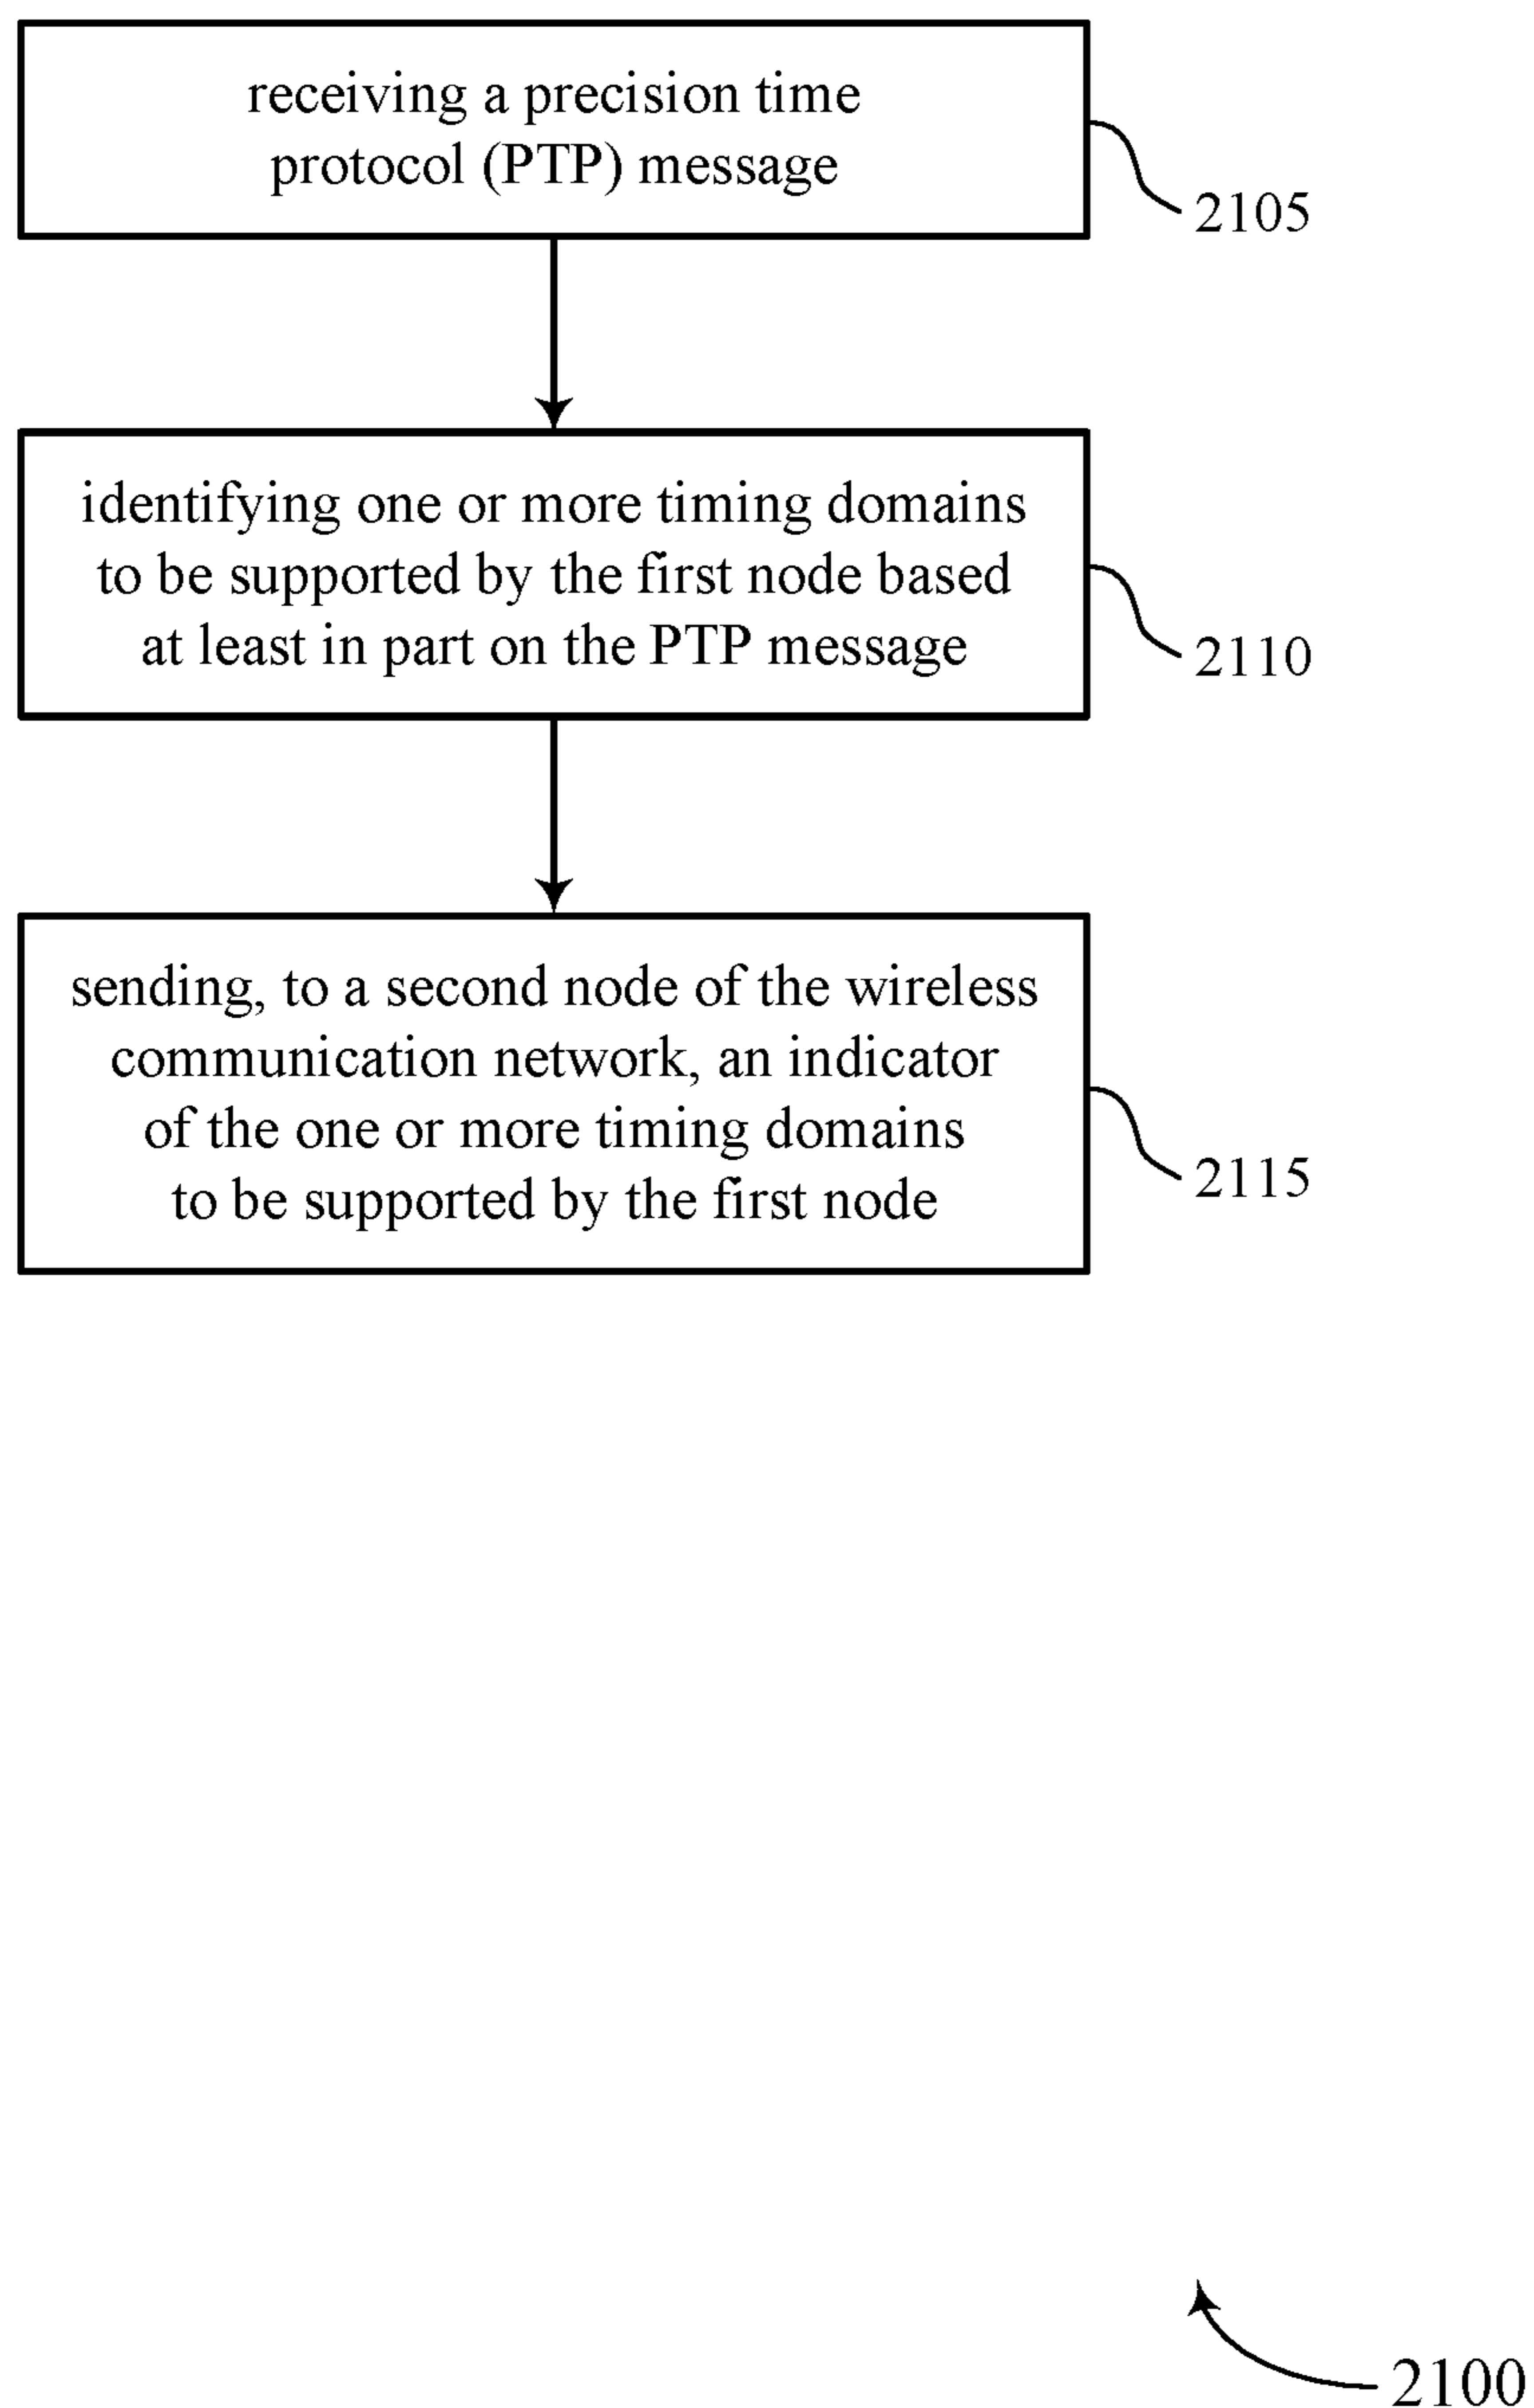 receiving a precision time
protocol (PTP) message
2105
identifying one or more timing domains
to be supported by the first node based
at least in part on the PTP message
2110
sending, to a second node of the wireless
communication network, an indicator
of the one or more timing domains
to be supported by the first node
2115
2100